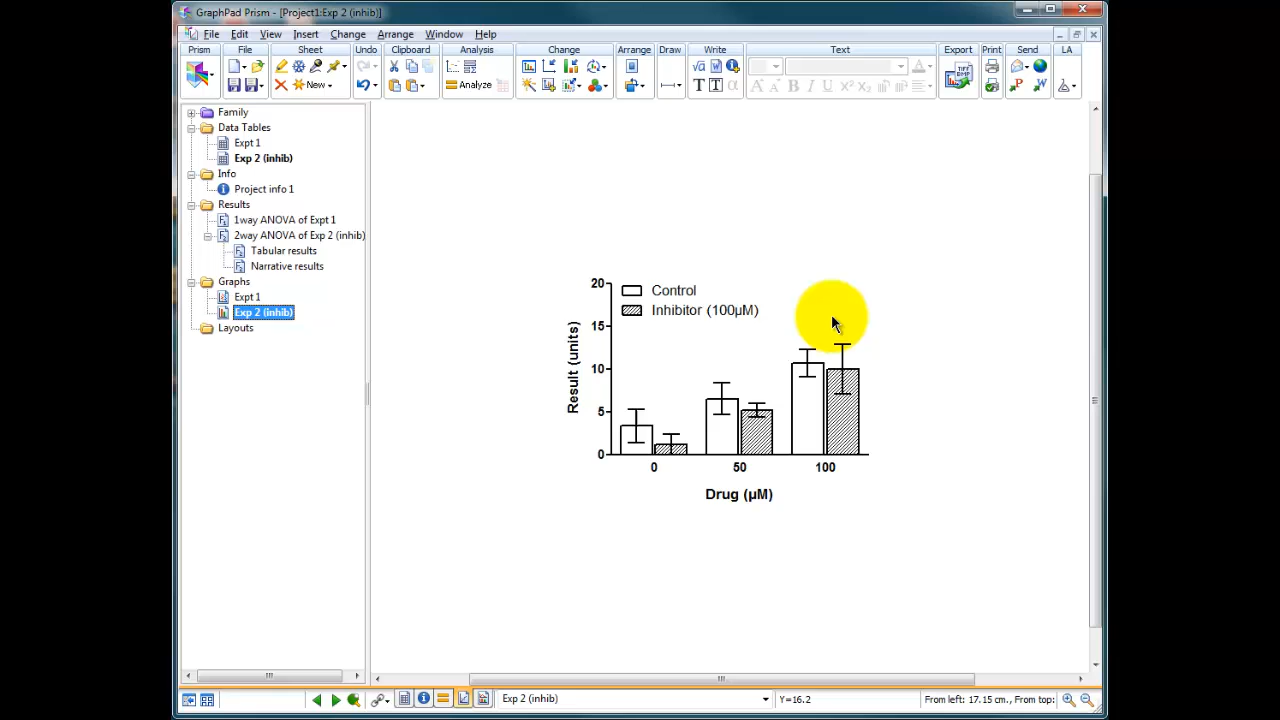 GraphPad Prism - [Project1:Exp 2 (inhib)]
File Edit View Insert Change Arrange Window Help
Prism File Sheet Undo Clipboard Analysis Change Arrange Draw Write Text Export Print Send LA
New Analyze
Family
Data Tables
Expt 1
Exp 2 (inhib)
Info
Project info 1
Results
1way ANOVA of Expt 1
2way ANOVA of Exp 2 (inhib)
Tabular results
Narrative results
Graphs
Expt 1
Exp 2 (inhib)
Layouts
20
15
10
5
0
Result (units)
Control
Inhibitor (100µM)
0 50 100
Drug (µM)
Exp 2 (inhib) Y=16.2 From left: 17.15 cm., From top: